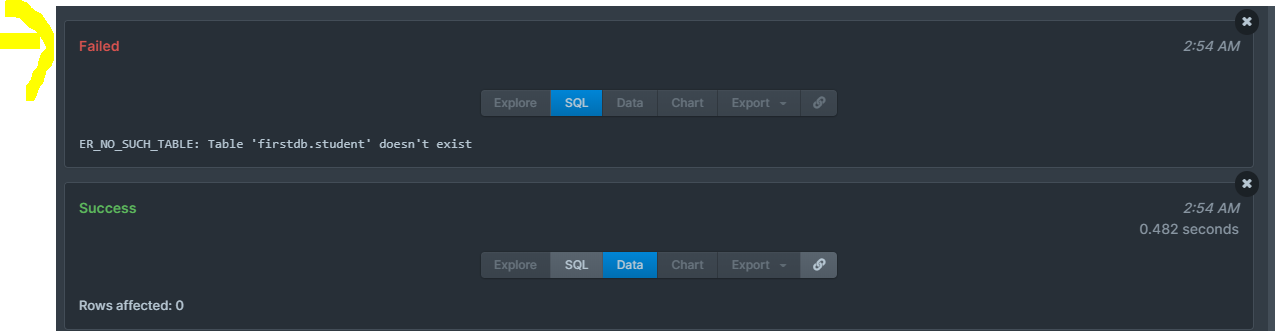 Failed
2:54 AM
Explore SQL Data Chart Export
ER_NO_SUCH_TABLE: Table 'firstdb.student' doesn't exist
Success
2:54 AM
0.482 seconds
Explore SQL Data Chart Export
Rows affected: 0